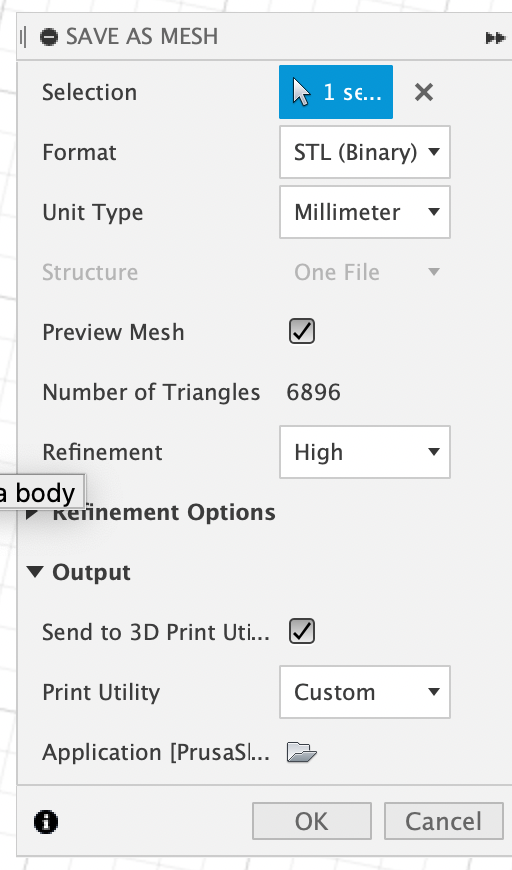 SAVE AS MESH
Selection 1 se...
Format STL (Binary)
Unit Type Millimeter
Structure One File
Preview Mesh
Number of Triangles 6896
Refinement High
a body
Refinement Options
Output
Send to 3D Print Uti...
Print Utility Custom
Application [PrusaSl...
OK Cancel